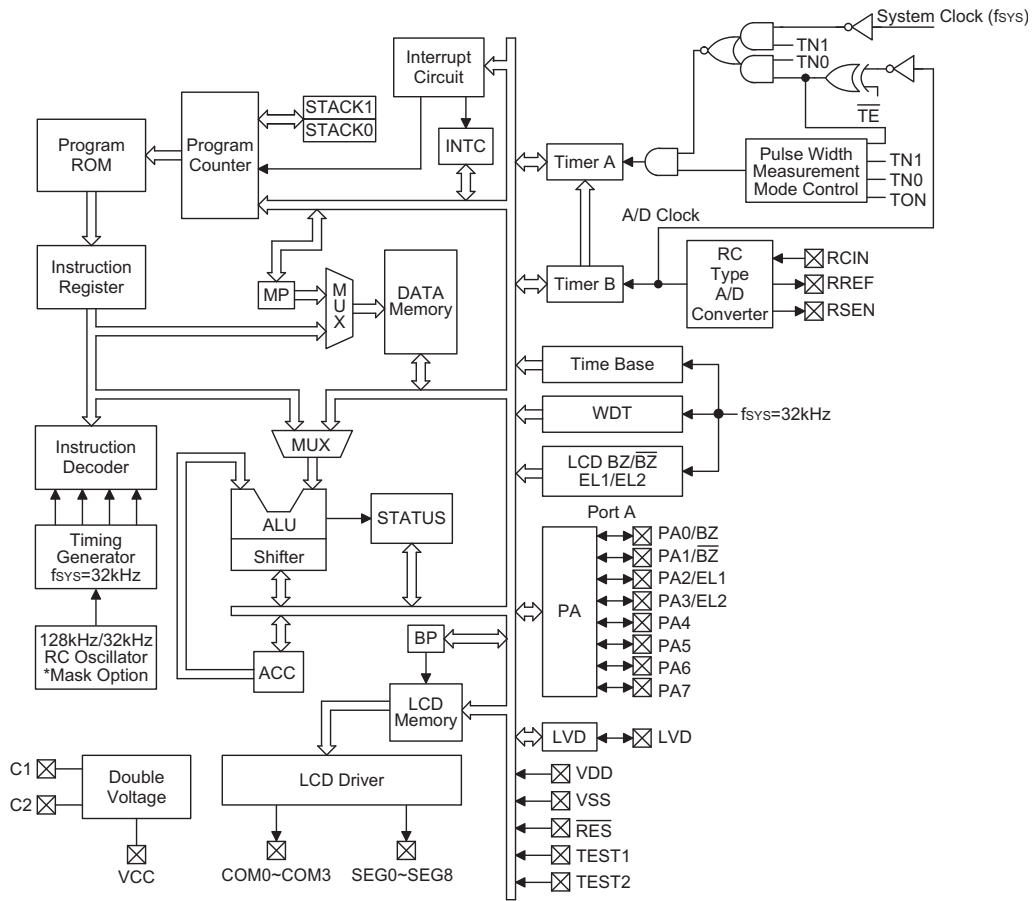 System Clock (fSYS)
TN1
TN0
TE
Interrupt
Circuit
STACK1
STACK0
INTC
Program
ROM
Program
Counter
Timer A
Pulse Width
Measurement
Mode Control
TN1
TN0
TON
A/D Clock
Instruction
Register
MP
MUX
DATA
Memory
Timer B
RC
Type
A/D
Converter
RCIN
RREF
RSEN
Time Base
WDT
fSYS=32kHz
LCD BZ/BZ
EL1/EL2
MUX
Instruction
Decoder
ALU
Shifter
STATUS
Timing
Generator
fSYS=32kHz
128kHz/32kHz
RC Oscillator
*Mask Option
ACC
BP
LCD
Memory
Port A
PA
PA0/BZ
PA1/BZ
PA2/EL1
PA3/EL2
PA4
PA5
PA6
PA7
LVD
LVD
LCD Driver
C1
C2
Double
Voltage
VCC
COM0~COM3
SEG0~SEG8
VDD
VSS
RES
TEST1
TEST2